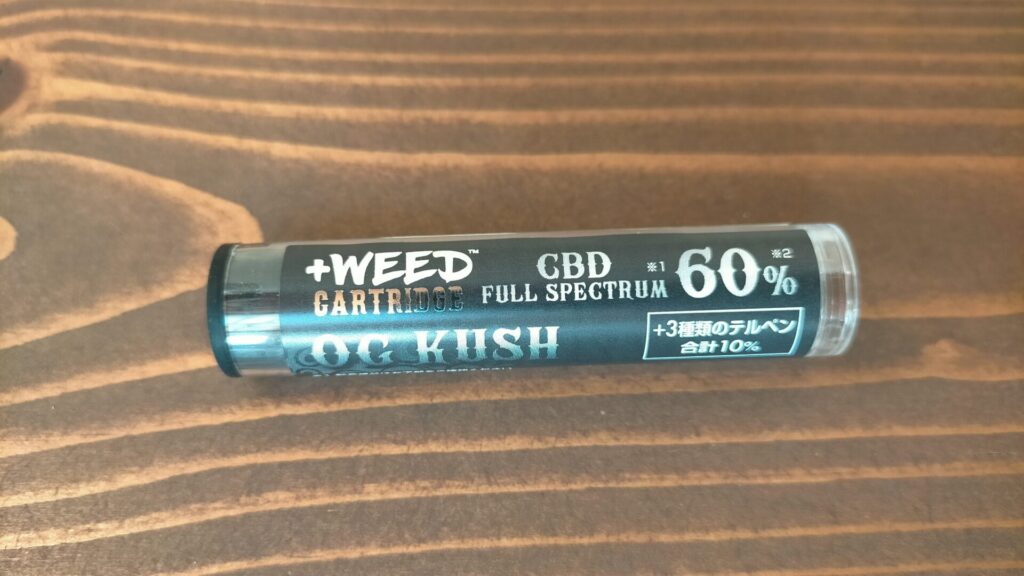 +WEED™
CARTRIDGE
OG KUSH
CBD
FULL SPECTRUM ※1
60% ※2
+3種類のテルペン
合計10%